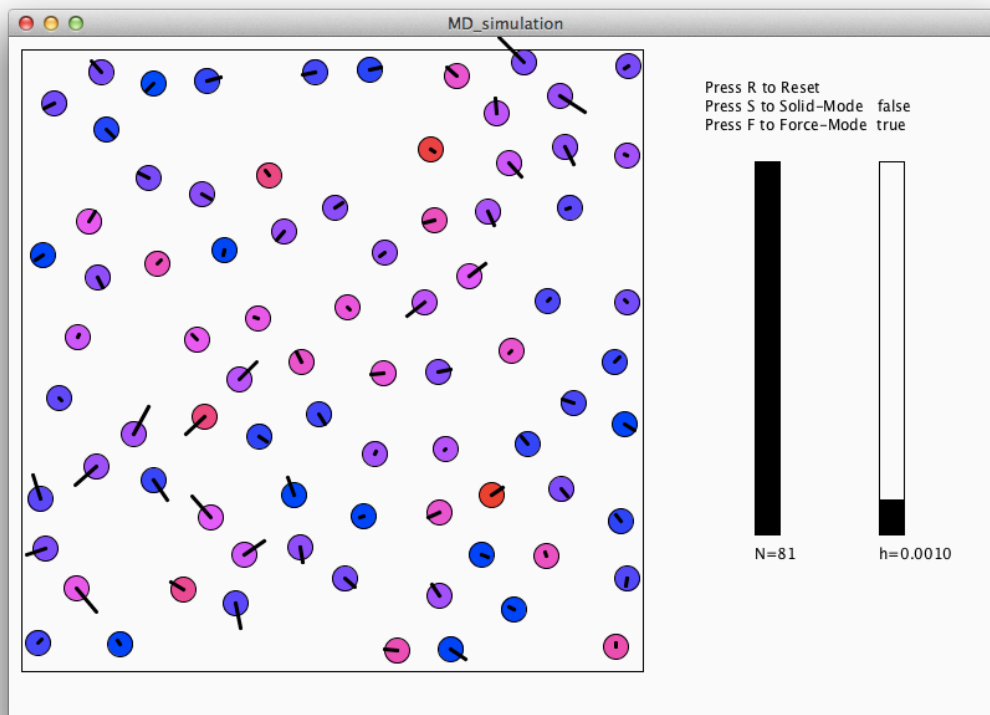 MD_simulation
Press R to Reset
Press S to Solid-Mode false
Press F to Force-Mode true
N=81
h=0.0010